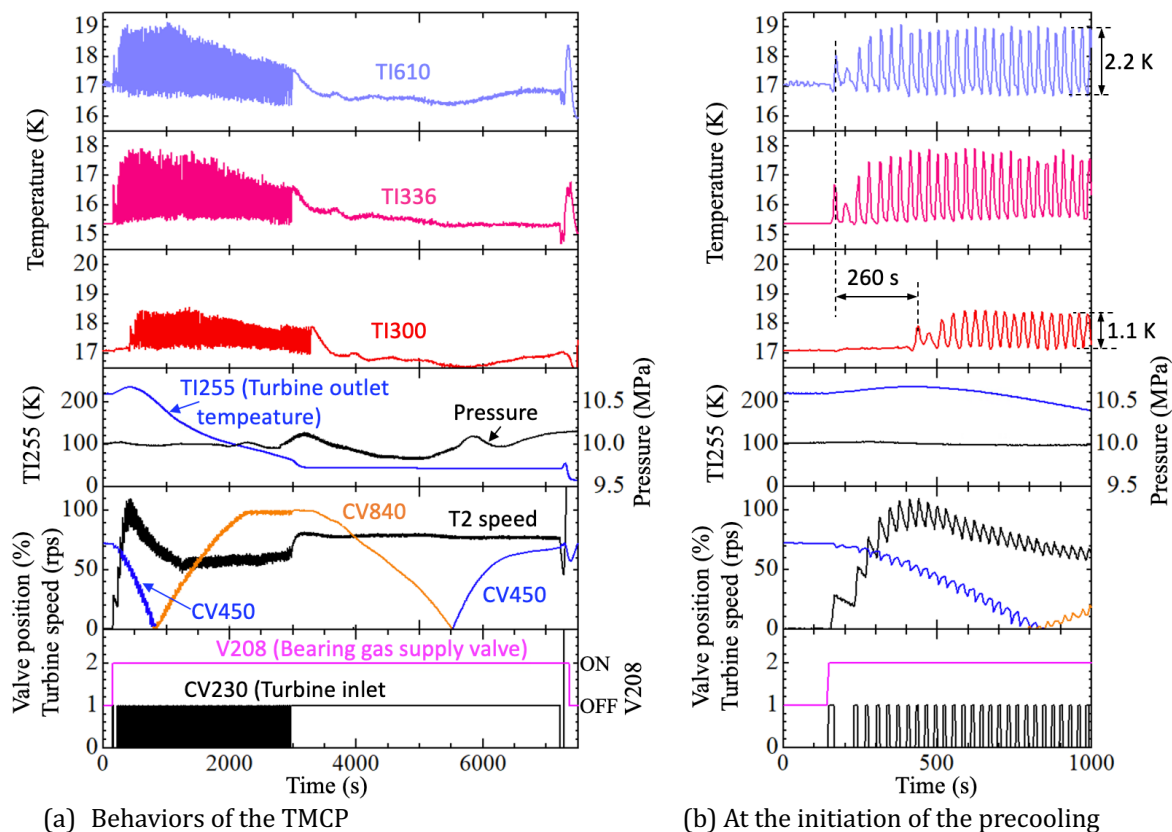 19
18
17
16
TI610
Temperature (K)
18
17
16
15
TI336
20
19
18
17
TI300
TI255 (K)
200
100
0
TI255 (Turbine outlet
tempeature)
Pressure
10.5
10.0
9.5
Pressure (MPa)
Valve position (%)
Turbine speed (rps)
100
50
0
CV840
T2 speed
CV450
CV450
2
1
0
V208 (Bearing gas supply valve)
CV230 (Turbine inlet
ON
OFF
V208
0 2000 4000 6000
Time (s)
(a) Behaviors of the TMCP
19
18
17
16
2.2 K
Temperature (K)
18
17
16
15
20
19
18
17
260 s
1.1 K
TI255 (K)
200
100
0
10.5
10.0
9.5
Pressure (MPa)
Valve position (%)
Turbine speed (rps)
100
50
0
2
1
0
0 500 1000
Time (s)
(b) At the initiation of the precooling